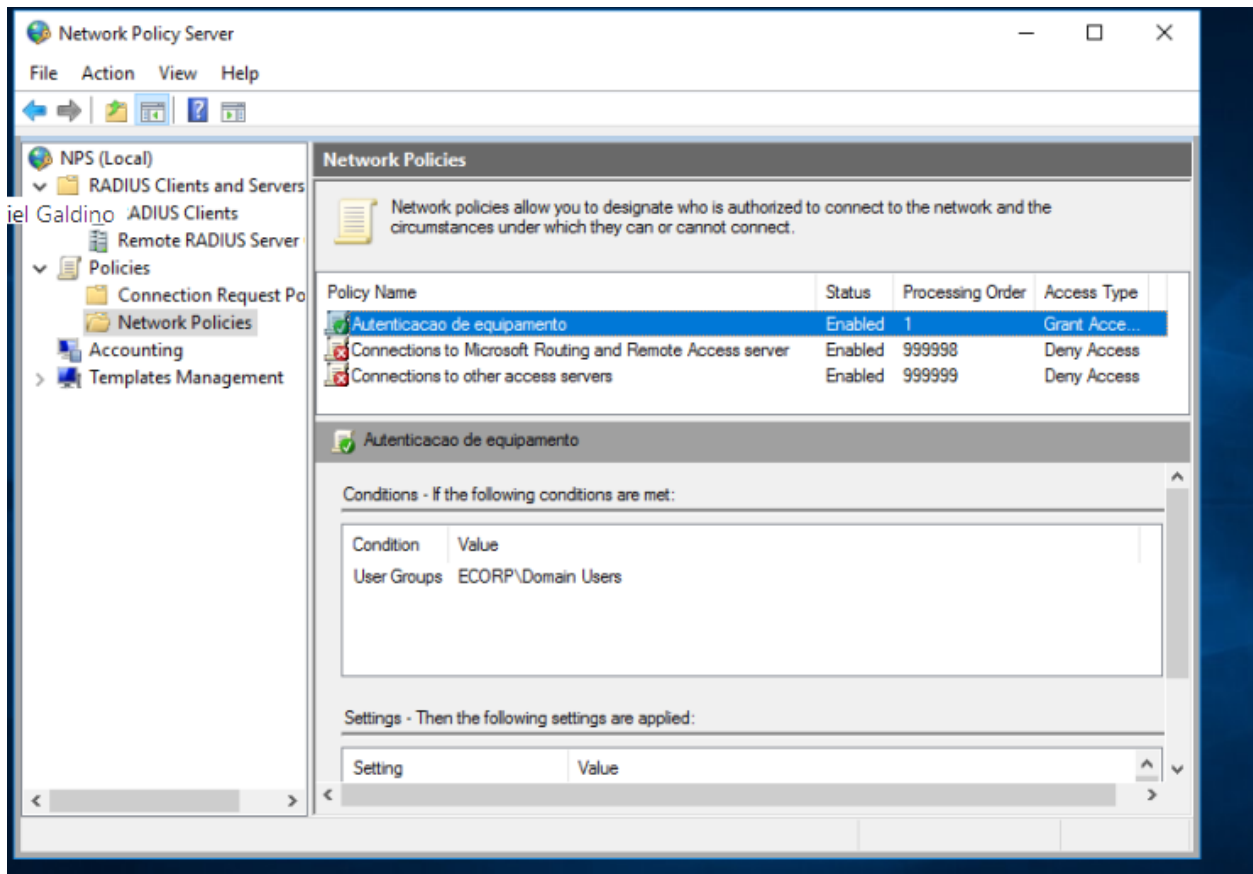 Network Policy Server
File Action View Help
NPS (Local)
RADIUS Clients and Servers
iel Galdino ADIUS Clients
Remote RADIUS Server
Policies
Connection Request Po
Network Policies
Accounting
Templates Management
Network Policies
Network policies allow you to designate who is authorized to connect to the network and the
circumstances under which they can or cannot connect.
Policy Name Status Processing Order Access Type
Autenticacao de equipamento Enabled 1 Grant Acce...
Connections to Microsoft Routing and Remote Access server Enabled 999998 Deny Access
Connections to other access servers Enabled 999999 Deny Access
Autenticacao de equipamento
Conditions - If the following conditions are met:
Condition Value
User Groups ECORP\Domain Users
Settings - Then the following settings are applied:
Setting Value